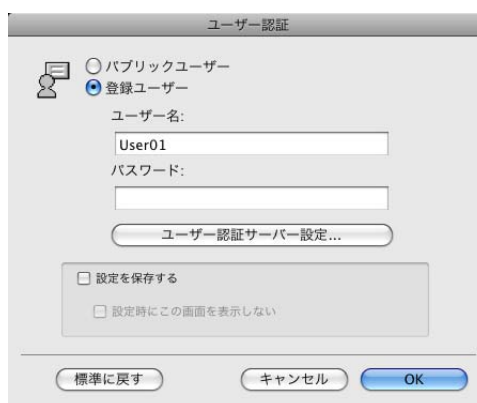 ユーザー認証
パブリックユーザー
登録ユーザー
ユーザー名:
User01
パスワード:
ユーザー認証サーバー設定...
設定を保存する
設定時にこの画面を表示しない
標準に戻す キャンセル OK